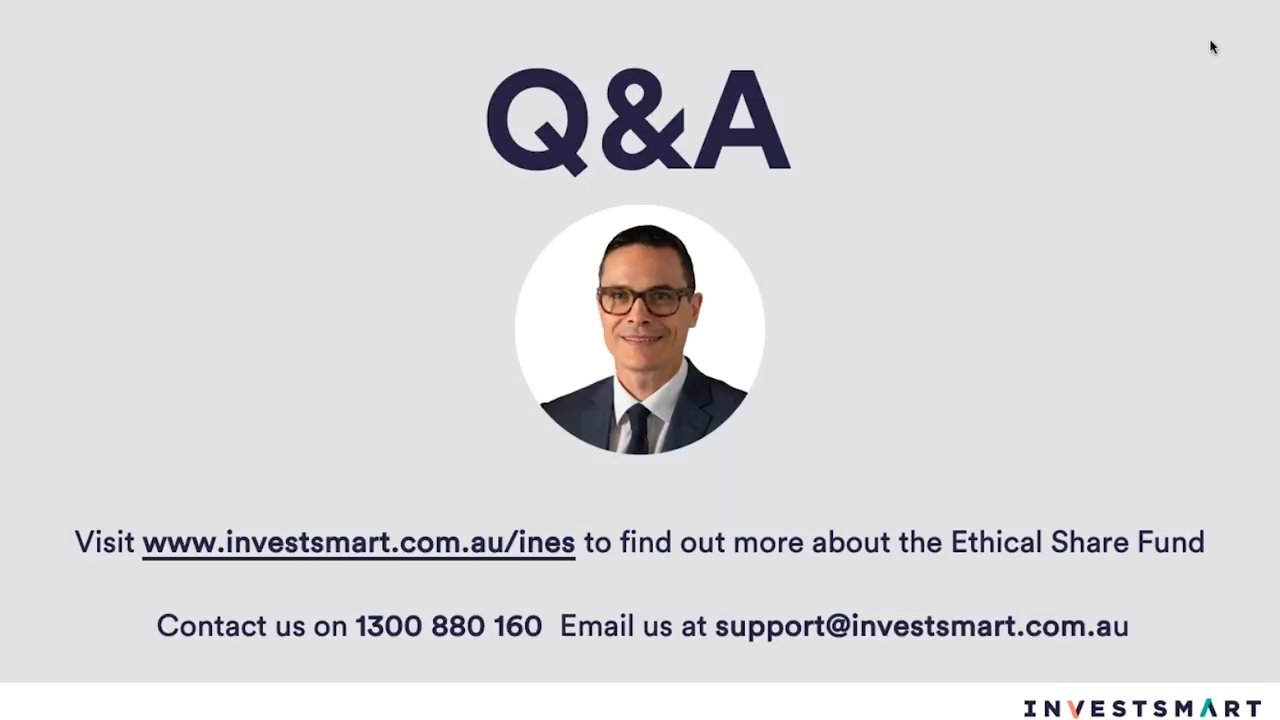 Q&A
Visit www.investsmart.com.au/ines to find out more about the Ethical Share Fund
Contact us on 1300 880 160 Email us at support@investsmart.com.au
INVESTSMART